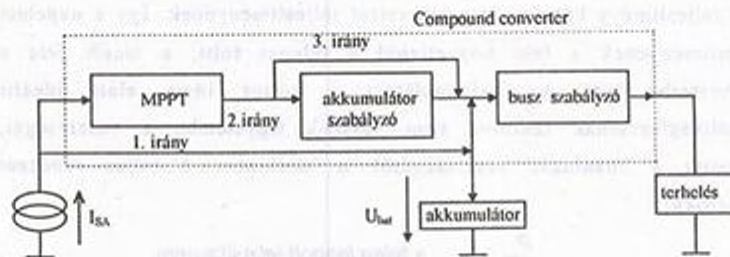 Compound converter
3. irány
MPPT
akkumulátor
szabályzó
busz szabályzó
2.irány
1. irány
terhelés
I_SA
U_bat
akkumulátor